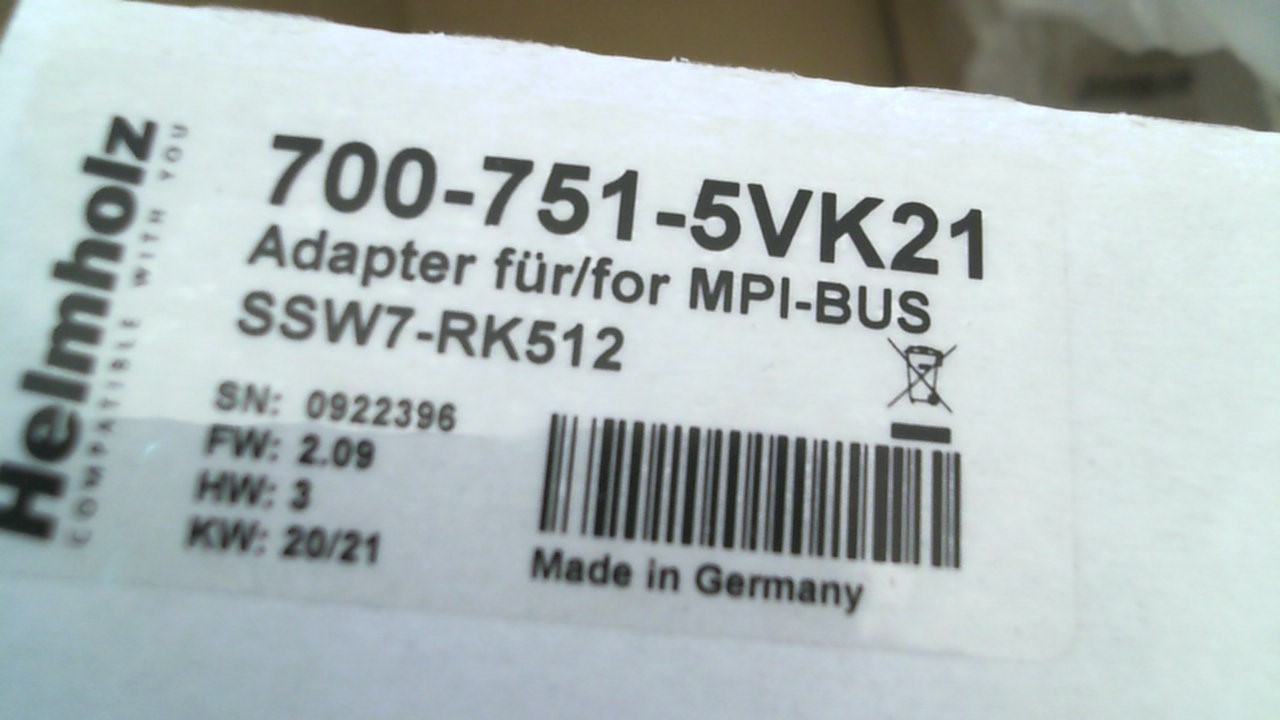 Helmholz
COMPATIBLE WITH YOU
700-751-5VK21
Adapter für/for MPI-BUS
SSW7-RK512
SN: 0922396
FW: 2.09
HW: 3
KW: 20/21
Made in Germany